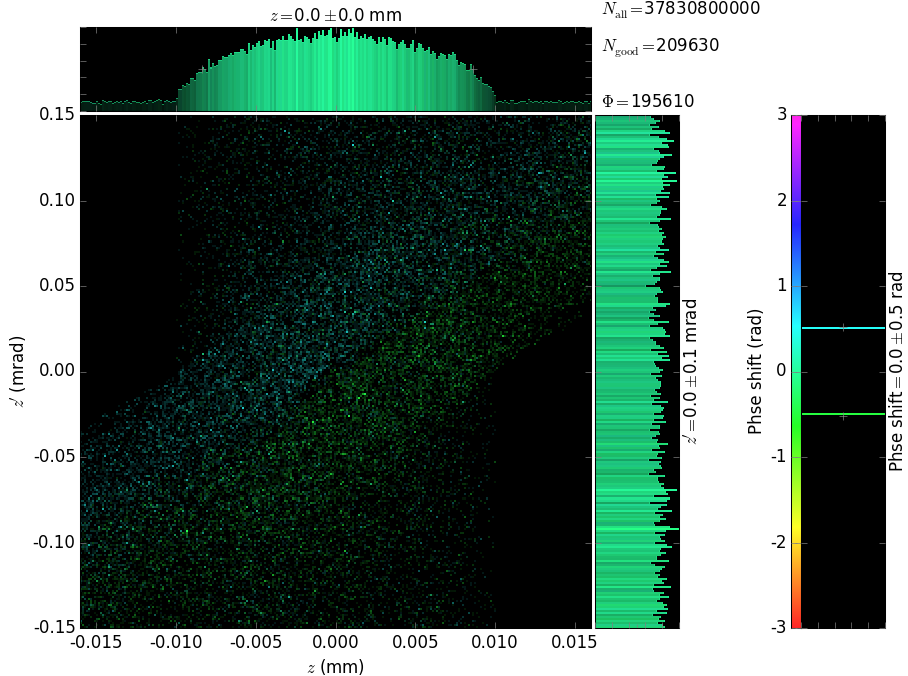 z = 0.0 ± 0.0 mm
N_all = 37830800000
N_good = 209630
Φ = 195610
0.15
0.10
0.05
0.00
-0.05
-0.10
-0.15
z′ (mrad)
-0.015
-0.010
-0.005
0.000
0.005
0.010
0.015
z (mm)
z′ = 0.0 ± 0.1 mrad
Phse shift (rad)
3
2
1
0
-1
-2
-3
Phse shift = 0.0 ± 0.5 rad